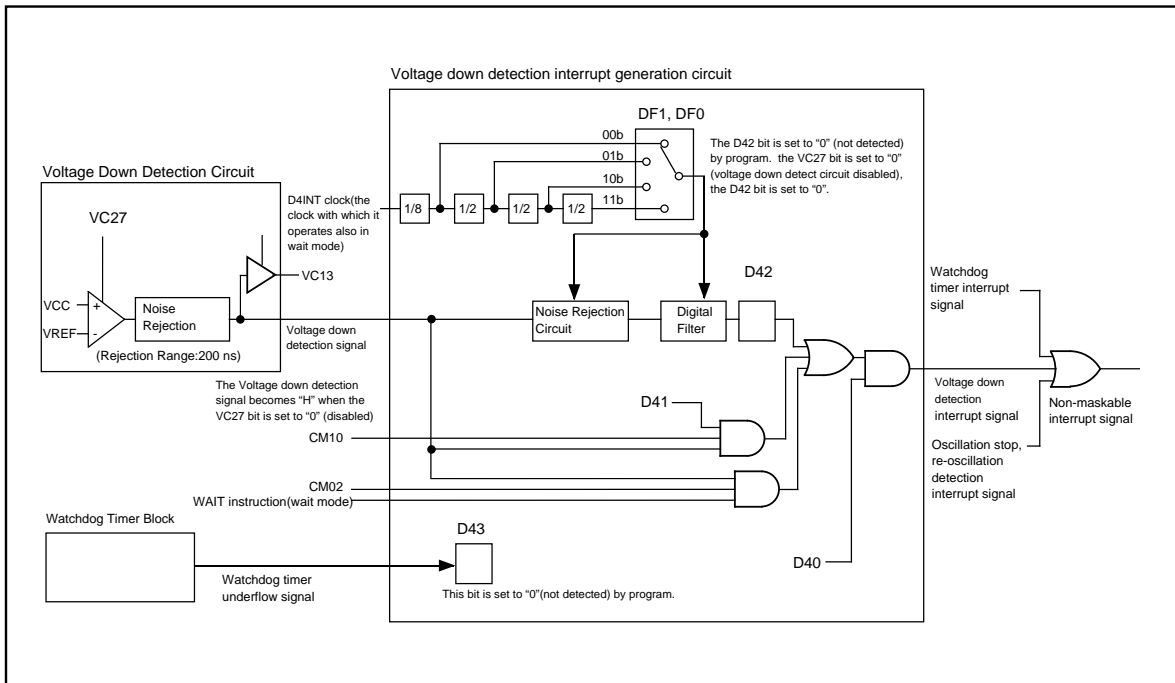 Voltage down detection interrupt generation circuit
DF1, DF0
00b
01b
10b
11b
The D42 bit is set to “0” (not detected)
by program.  the VC27 bit is set to “0”
(voltage down detect circuit disabled),
the D42 bit is set to “0”.
Voltage Down Detection Circuit
VC27
D4INT clock(the
clock with which it
operates also in
wait mode)
1/8
1/2
1/2
1/2
VC13
VCC
+
VREF
-
Noise
Rejection
(Rejection Range:200 ns)
Voltage down
detection signal
Noise Rejection
Circuit
Digital
Filter
D42
Watchdog
timer interrupt
signal
The Voltage down detection
signal becomes “H” when the
VC27 bit is set to “0” (disabled)
D41
CM10
Voltage down
detection
interrupt signal
Non-maskable
interrupt signal
Oscillation stop,
re-oscillation
detection
interrupt signal
CM02
WAIT instruction(wait mode)
Watchdog Timer Block
D43
D40
Watchdog timer
underflow signal
This bit is set to “0”(not detected) by program.